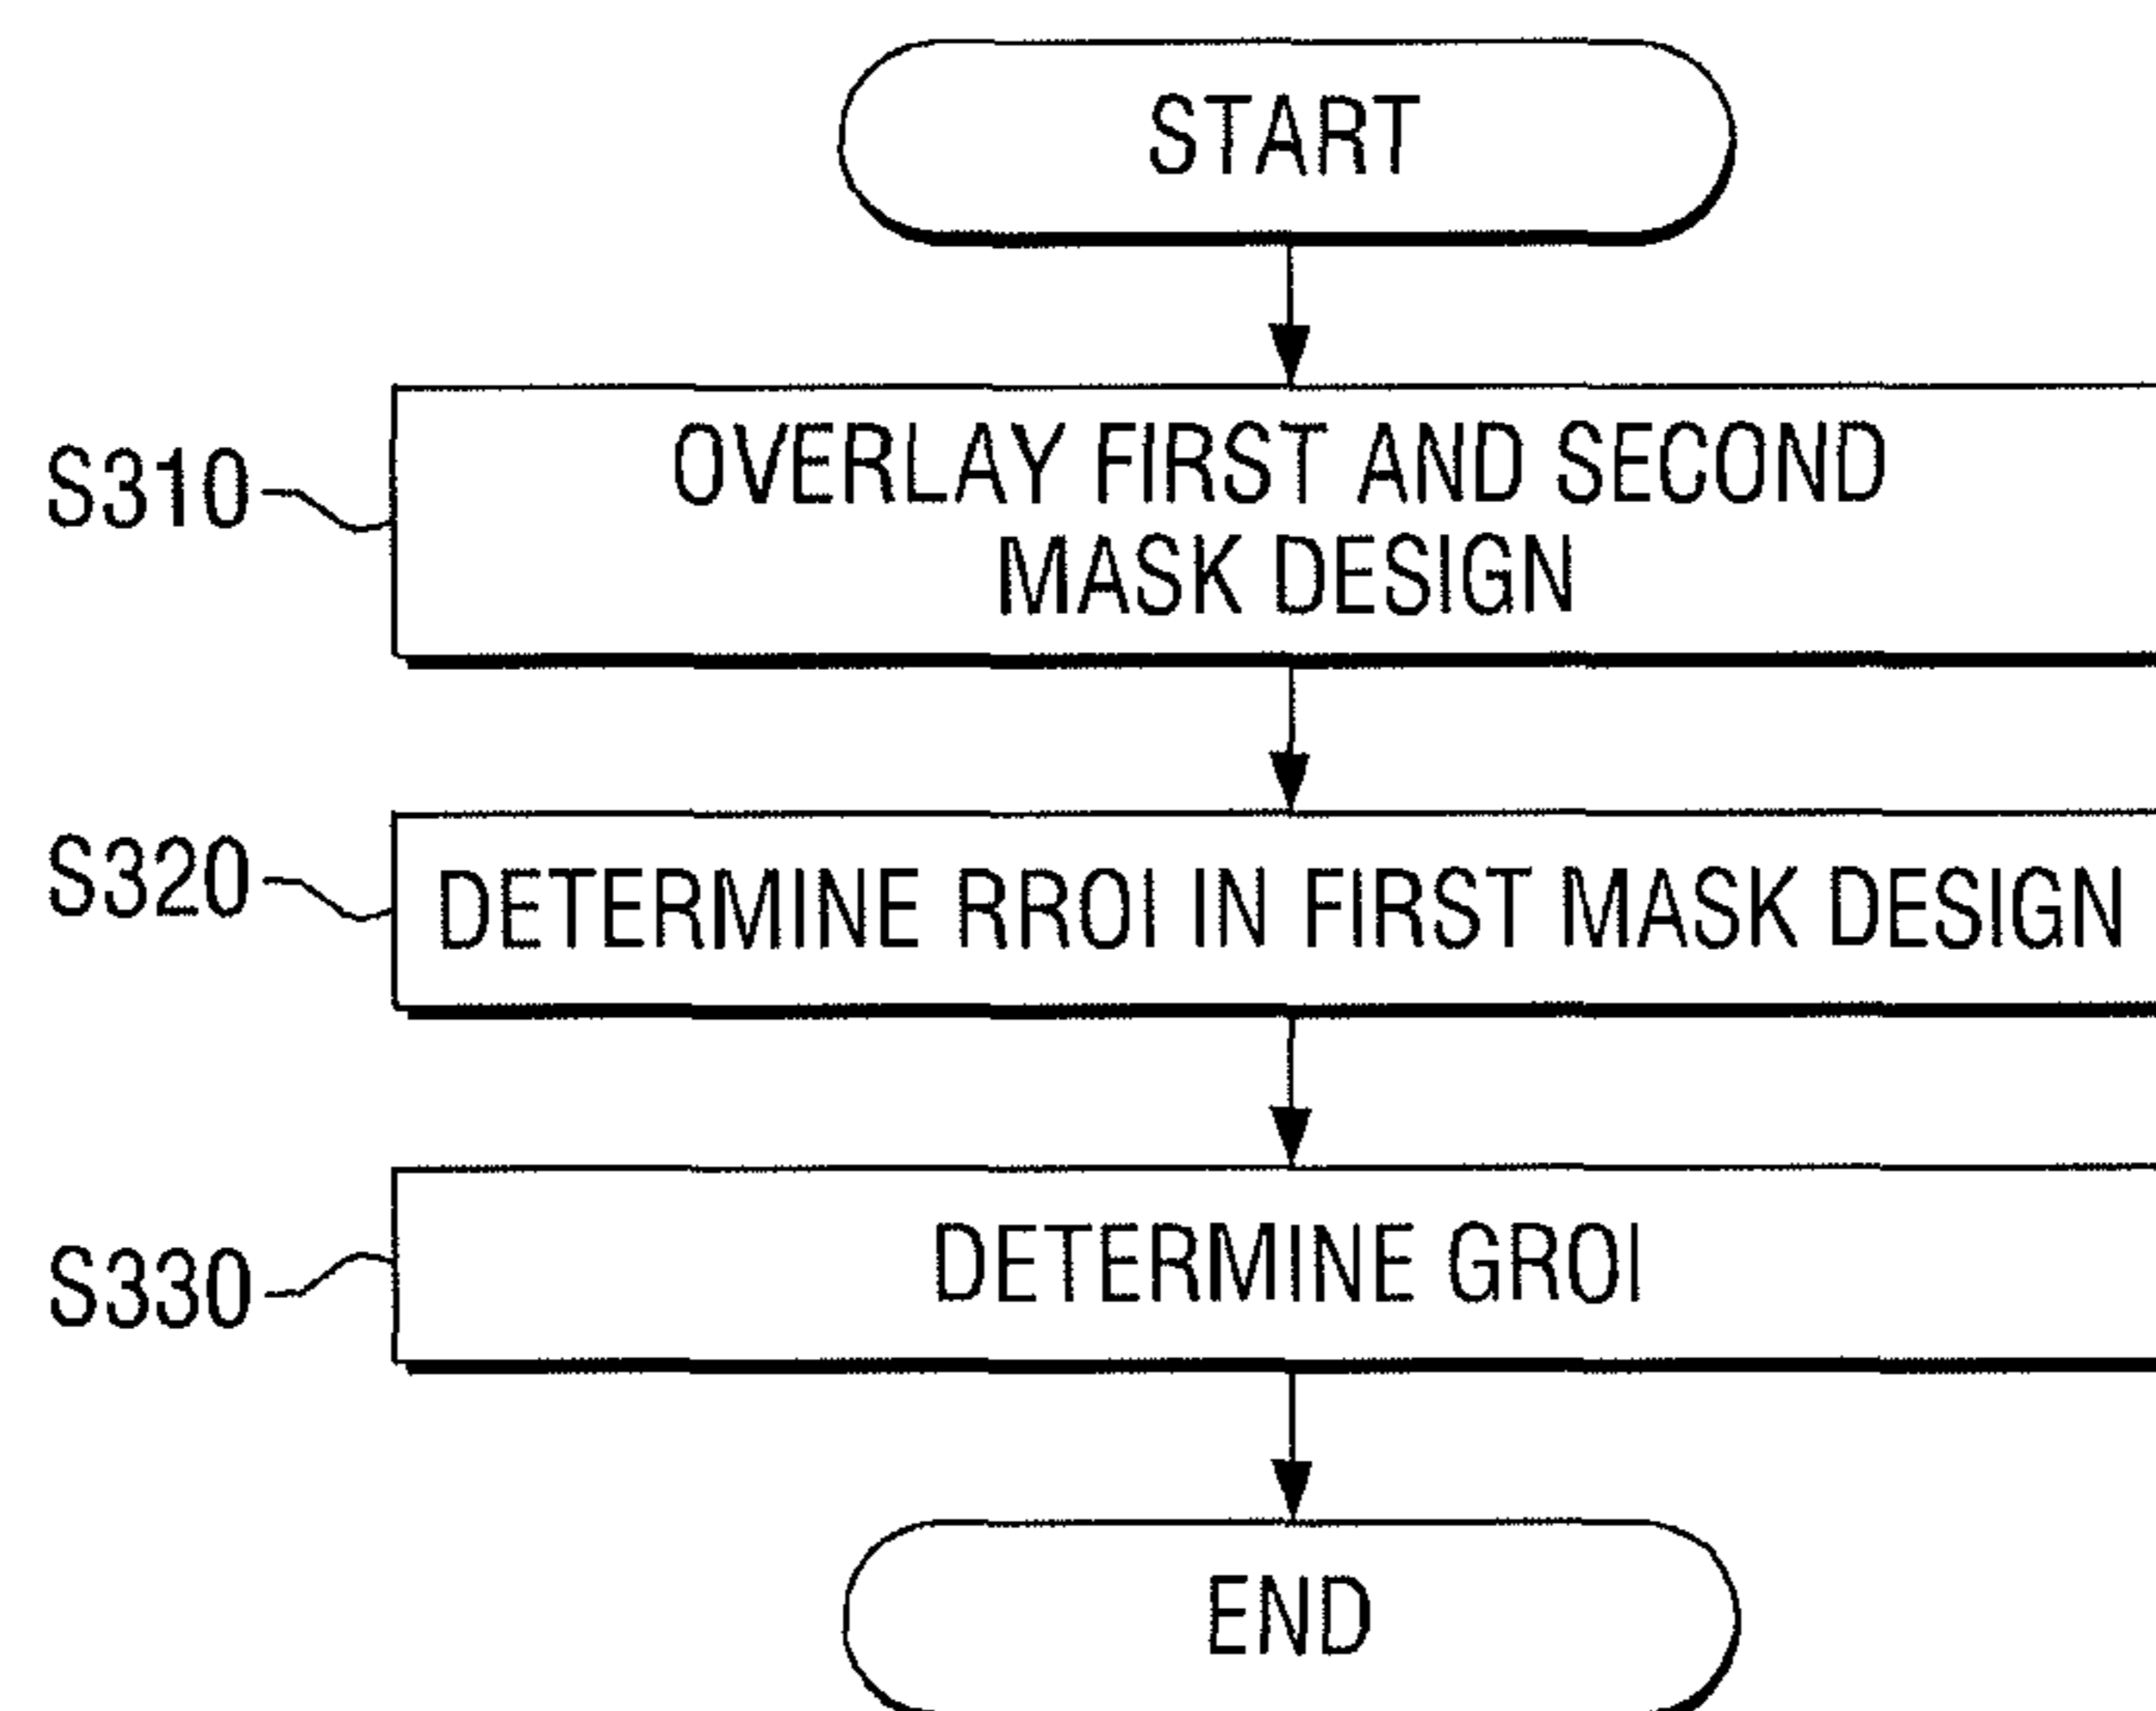 START
S310
OVERLAY FIRST AND SECOND
MASK DESIGN
S320
DETERMINE RROI IN FIRST MASK DESIGN
S330
DETERMINE GROI
END